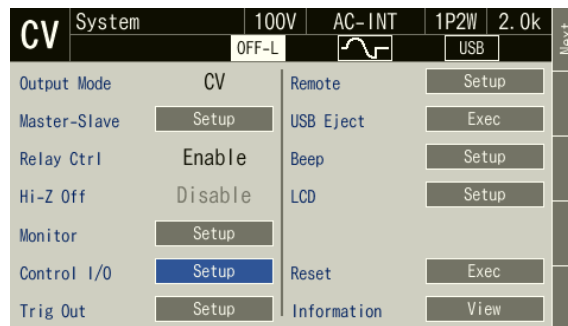 CV System 100V AC-INT 1P2W 2.0k
OFF-L USB
Next
Output Mode CV
Master-Slave Setup
Relay Ctrl Enable
Hi-Z Off Disable
Monitor Setup
Control I/O Setup
Trig Out Setup
Remote Setup
USB Eject Exec
Beep Setup
LCD Setup
Reset Exec
Information View